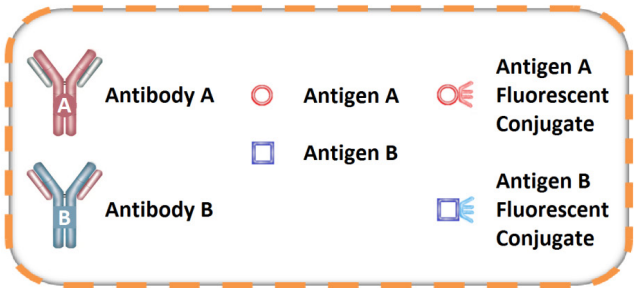 A
Antibody A
Antigen A
Antigen A
Fluorescent
Conjugate
Antigen B
B
Antibody B
Antigen B
Fluorescent
Conjugate